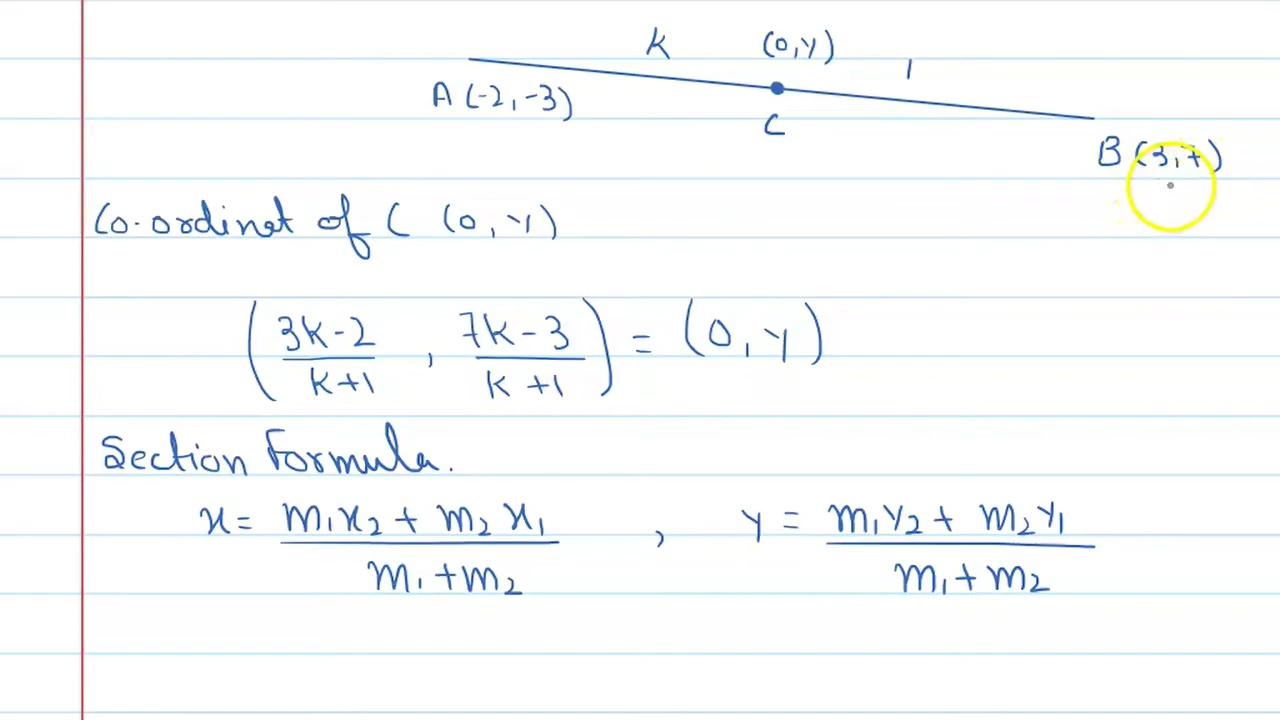 k (0,y) 1
A (-2,-3)
C
B (3,7)
Co-ordinet of C (0,y)
(3k-2/k+1, 7k-3/k+1) = (0,y)
Section Formula.
x = m₁x₂ + m₂x₁/m₁+m₂, y = m₁y₂ + m₂y₁/m₁+m₂